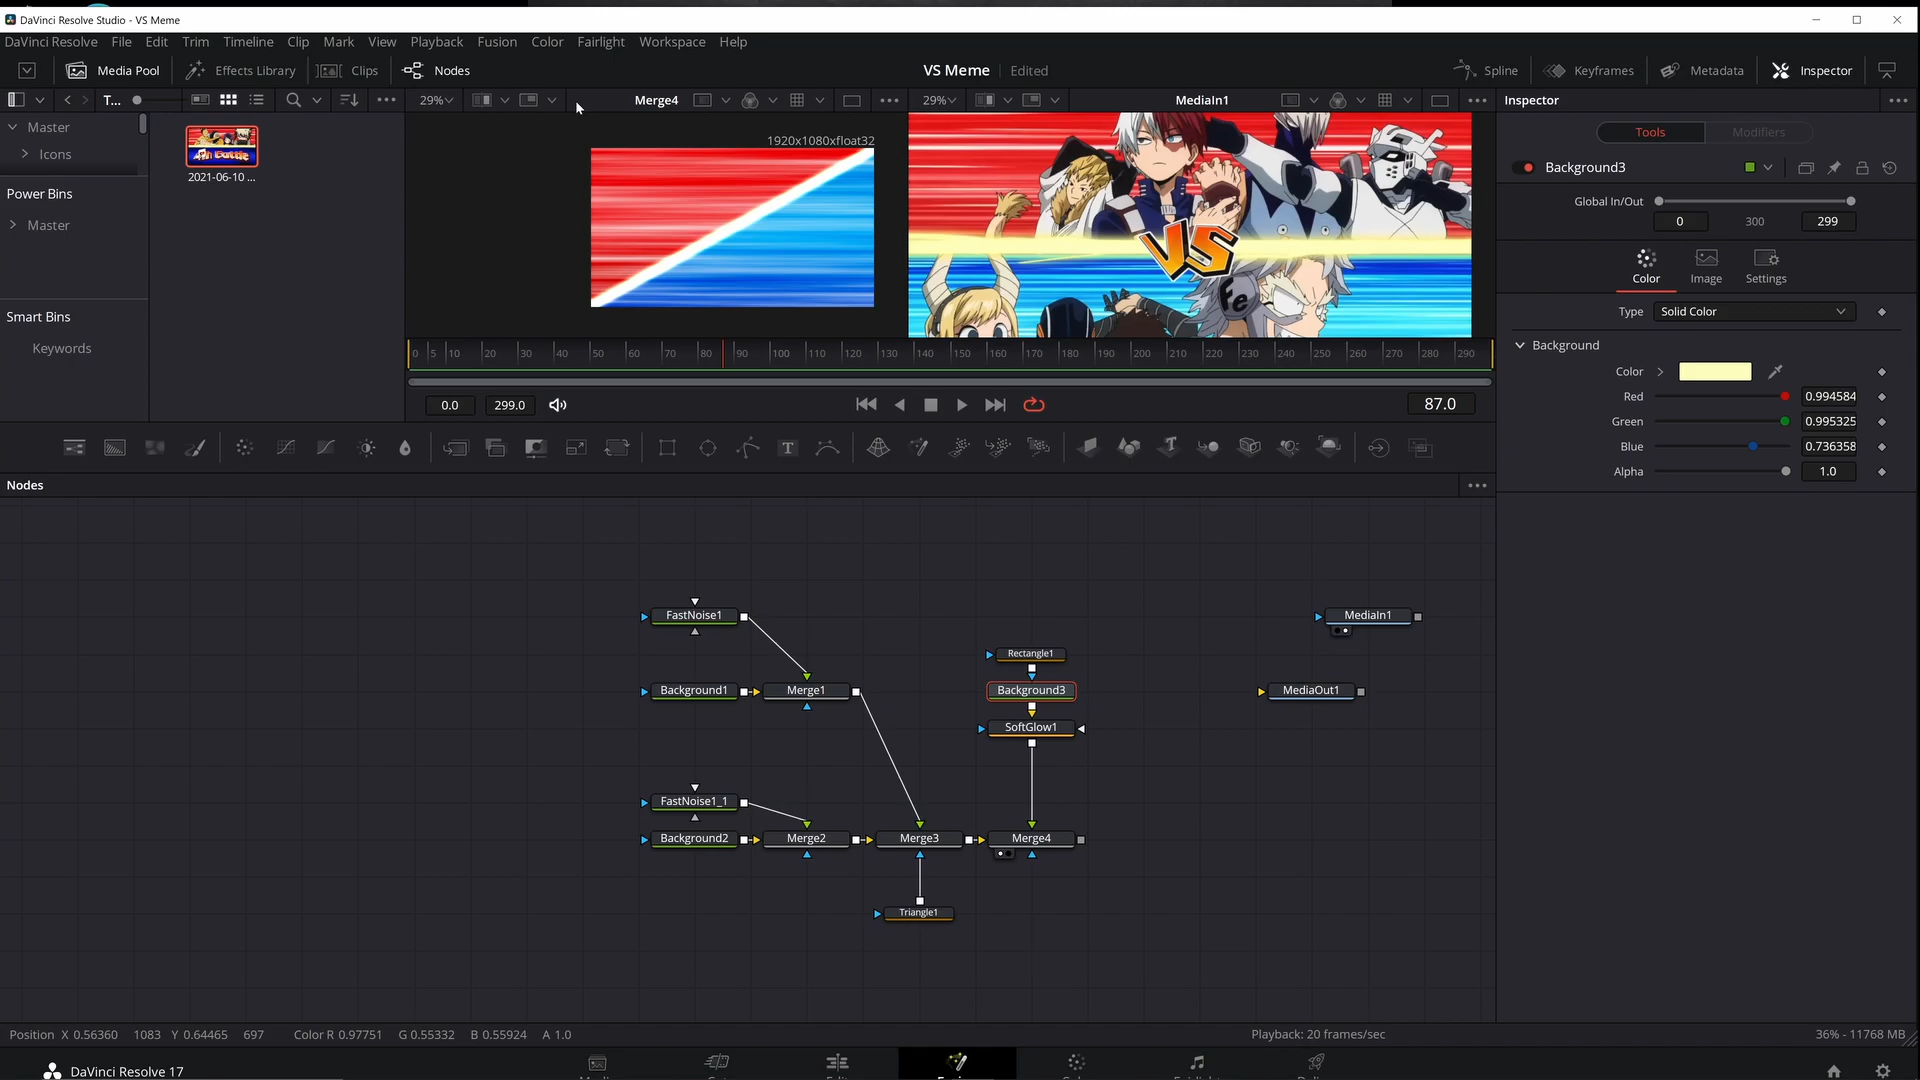 DaVinci Resolve Studio - VS Meme
DaVinci Resolve File Edit Trim Timeline Clip Mark View Playback Fusion Color Fairlight Workspace Help
Media Pool Effects Library Clips Nodes VS Meme Edited Spline Keyframes Metadata Inspector
T... 29% Merge4 29% MediaIn1 Inspector
Master
Icons
Power Bins
Master
Smart Bins
Keywords
2021-06-10 ...
1920x1080xfloat32
VS
Fe
Tools Modifiers
Background3
Global In/Out
0 300 299
Color Image Settings
Type Solid Color
Background
Color
Red 0.994584
Green 0.995325
Blue 0.736358
Alpha 1.0
0 5 10 20 30 40 50 60 70 80 90 100 110 120 130 140 150 160 170 180 190 200 210 220 230 240 250 260 270 280 290
0.0 299.0 87.0
T T
Nodes
FastNoise1
MediaIn1
Rectangle1
Background1 Merge1 Background3 MediaOut1
SoftGlow1
FastNoise1_1
Background2 Merge2 Merge3 Merge4
Triangle1
Position X 0.56360 1083 Y 0.64465 697 Color R 0.97751 G 0.55332 B 0.55924 A 1.0 Playback: 20 frames/sec 36% - 11768 MB
DaVinci Resolve 17